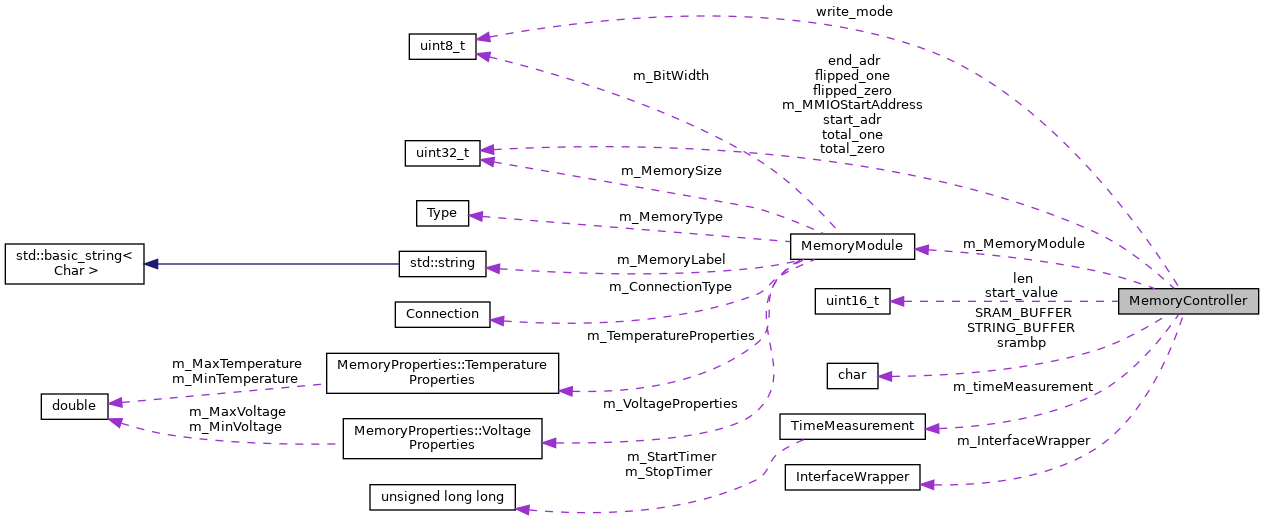 write_mode
uint8_t
m_BitWidth
end_adr
flipped_one
flipped_zero
m_MMIOStartAddress
start_adr
total_one
total_zero
uint32_t
m_MemorySize
Type
m_MemoryType
MemoryModule
m_MemoryModule
std::basic_string<
Char >
std::string
m_MemoryLabel
m_ConnectionType
Connection
uint16_t
len
start_value
MemoryController
SRAM_BUFFER
STRING_BUFFER
srambp
m_TemperatureProperties
MemoryProperties::Temperature
Properties
m_MaxTemperature
m_MinTemperature
char
m_timeMeasurement
double
m_MaxVoltage
m_MinVoltage
m_VoltageProperties
MemoryProperties::Voltage
Properties
TimeMeasurement
m_InterfaceWrapper
m_StartTimer
m_StopTimer
InterfaceWrapper
unsigned long long